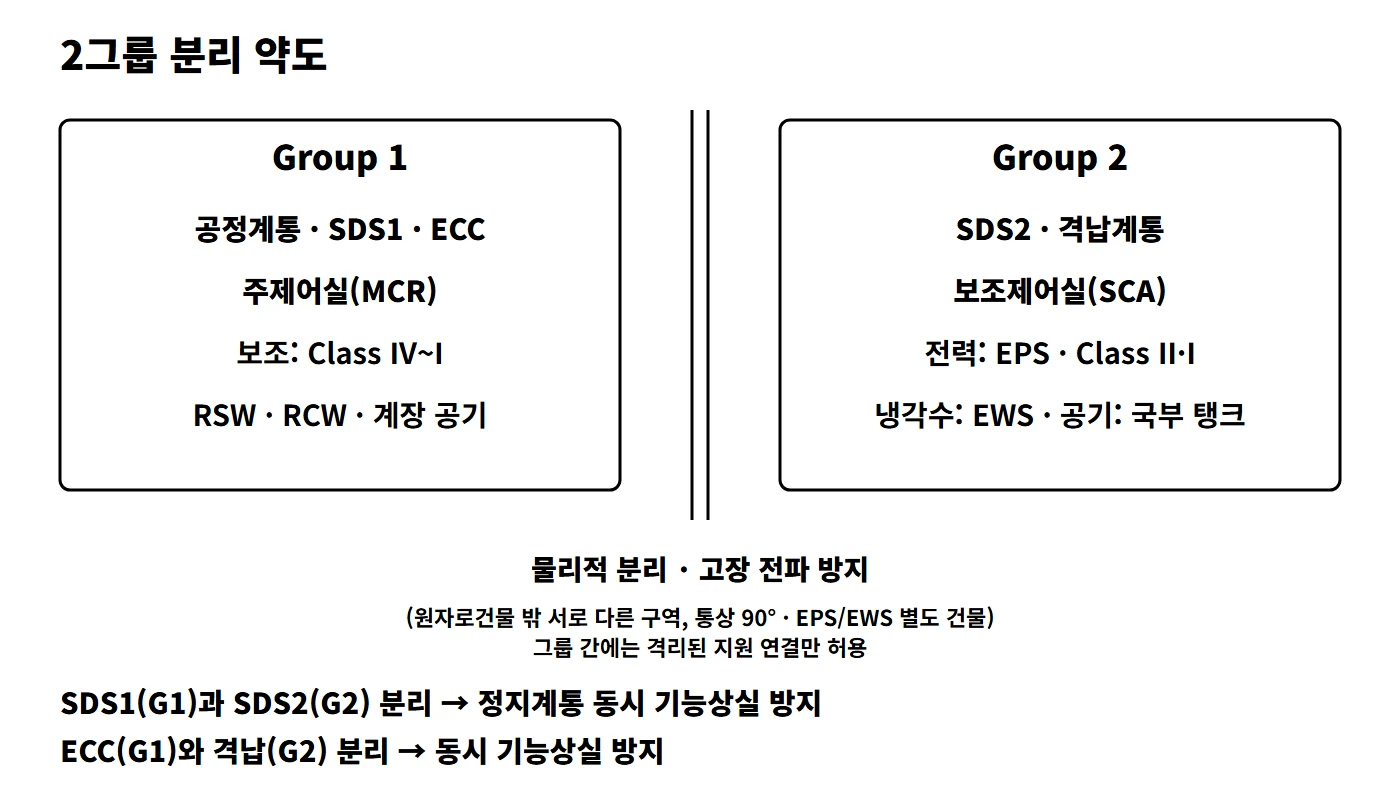 2그룹 분리 약도
Group 1
공정계통 · SDS1 · ECC
주제어실(MCR)
보조: Class IV~I
RSW · RCW · 계장 공기
Group 2
SDS2 · 격납계통
보조제어실(SCA)
전력: EPS · Class II·I
냉각수: EWS · 공기: 국부 탱크
물리적 분리 · 고장 전파 방지
(원자로건물 밖 서로 다른 구역, 통상 90° · EPS/EWS 별도 건물)
그룹 간에는 격리된 지원 연결만 허용
SDS1(G1)과 SDS2(G2) 분리 → 정지계통 동시 기능상실 방지
ECC(G1)와 격납(G2) 분리 → 동시 기능상실 방지